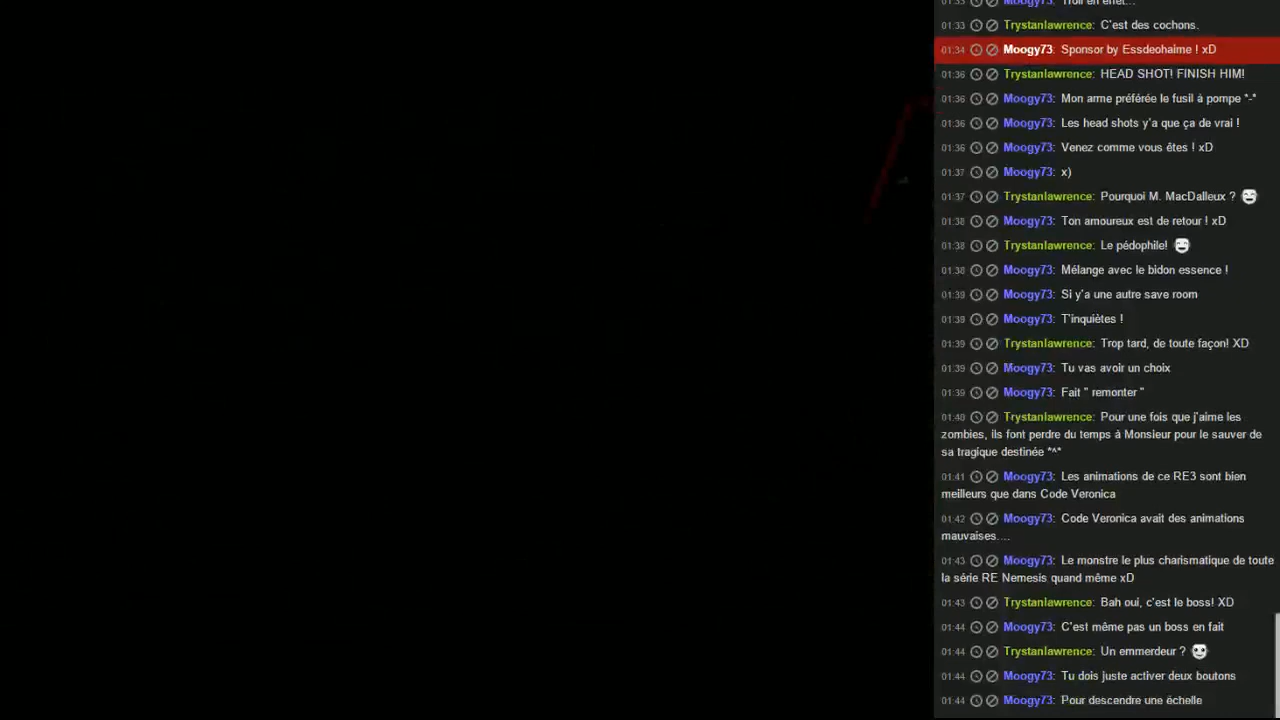 01:33 Moogy73: Troll en effet...
01:33 Trystanlawrence: C'est des cochons.
01:34 Moogy73: Sponsor by Essdeohaime ! xD
01:36 Trystanlawrence: HEAD SHOT! FINISH HIM!
01:36 Moogy73: Mon arme préférée le fusil à pompe *-*
01:36 Moogy73: Les head shots y'a que ça de vrai !
01:36 Moogy73: Venez comme vous êtes ! xD
01:37 Moogy73: x)
01:37 Trystanlawrence: Pourquoi M. MacDalleux ?
01:38 Moogy73: Ton amoureux est de retour ! xD
01:38 Trystanlawrence: Le pédophile!
01:38 Moogy73: Mélange avec le bidon essence !
01:39 Moogy73: Si y'a une autre save room
01:39 Moogy73: T'inquiètes !
01:39 Trystanlawrence: Trop tard, de toute façon! XD
01:39 Moogy73: Tu vas avoir un choix
01:39 Moogy73: Fait " remonter "
01:40 Trystanlawrence: Pour une fois que j'aime les
zombies, ils font perdre du temps à Monsieur pour le sauver de
sa tragique destinée *^*
01:41 Moogy73: Les animations de ce RE3 sont bien
meilleurs que dans Code Veronica
01:42 Moogy73: Code Veronica avait des animations
mauvaises....
01:43 Moogy73: Le monstre le plus charismatique de toute
la série RE Nemesis quand même xD
01:43 Trystanlawrence: Bah oui, c'est le boss! XD
01:44 Moogy73: C'est même pas un boss en fait
01:44 Trystanlawrence: Un emmerdeur ?
01:44 Moogy73: Tu dois juste activer deux boutons
01:44 Moogy73: Pour descendre une échelle